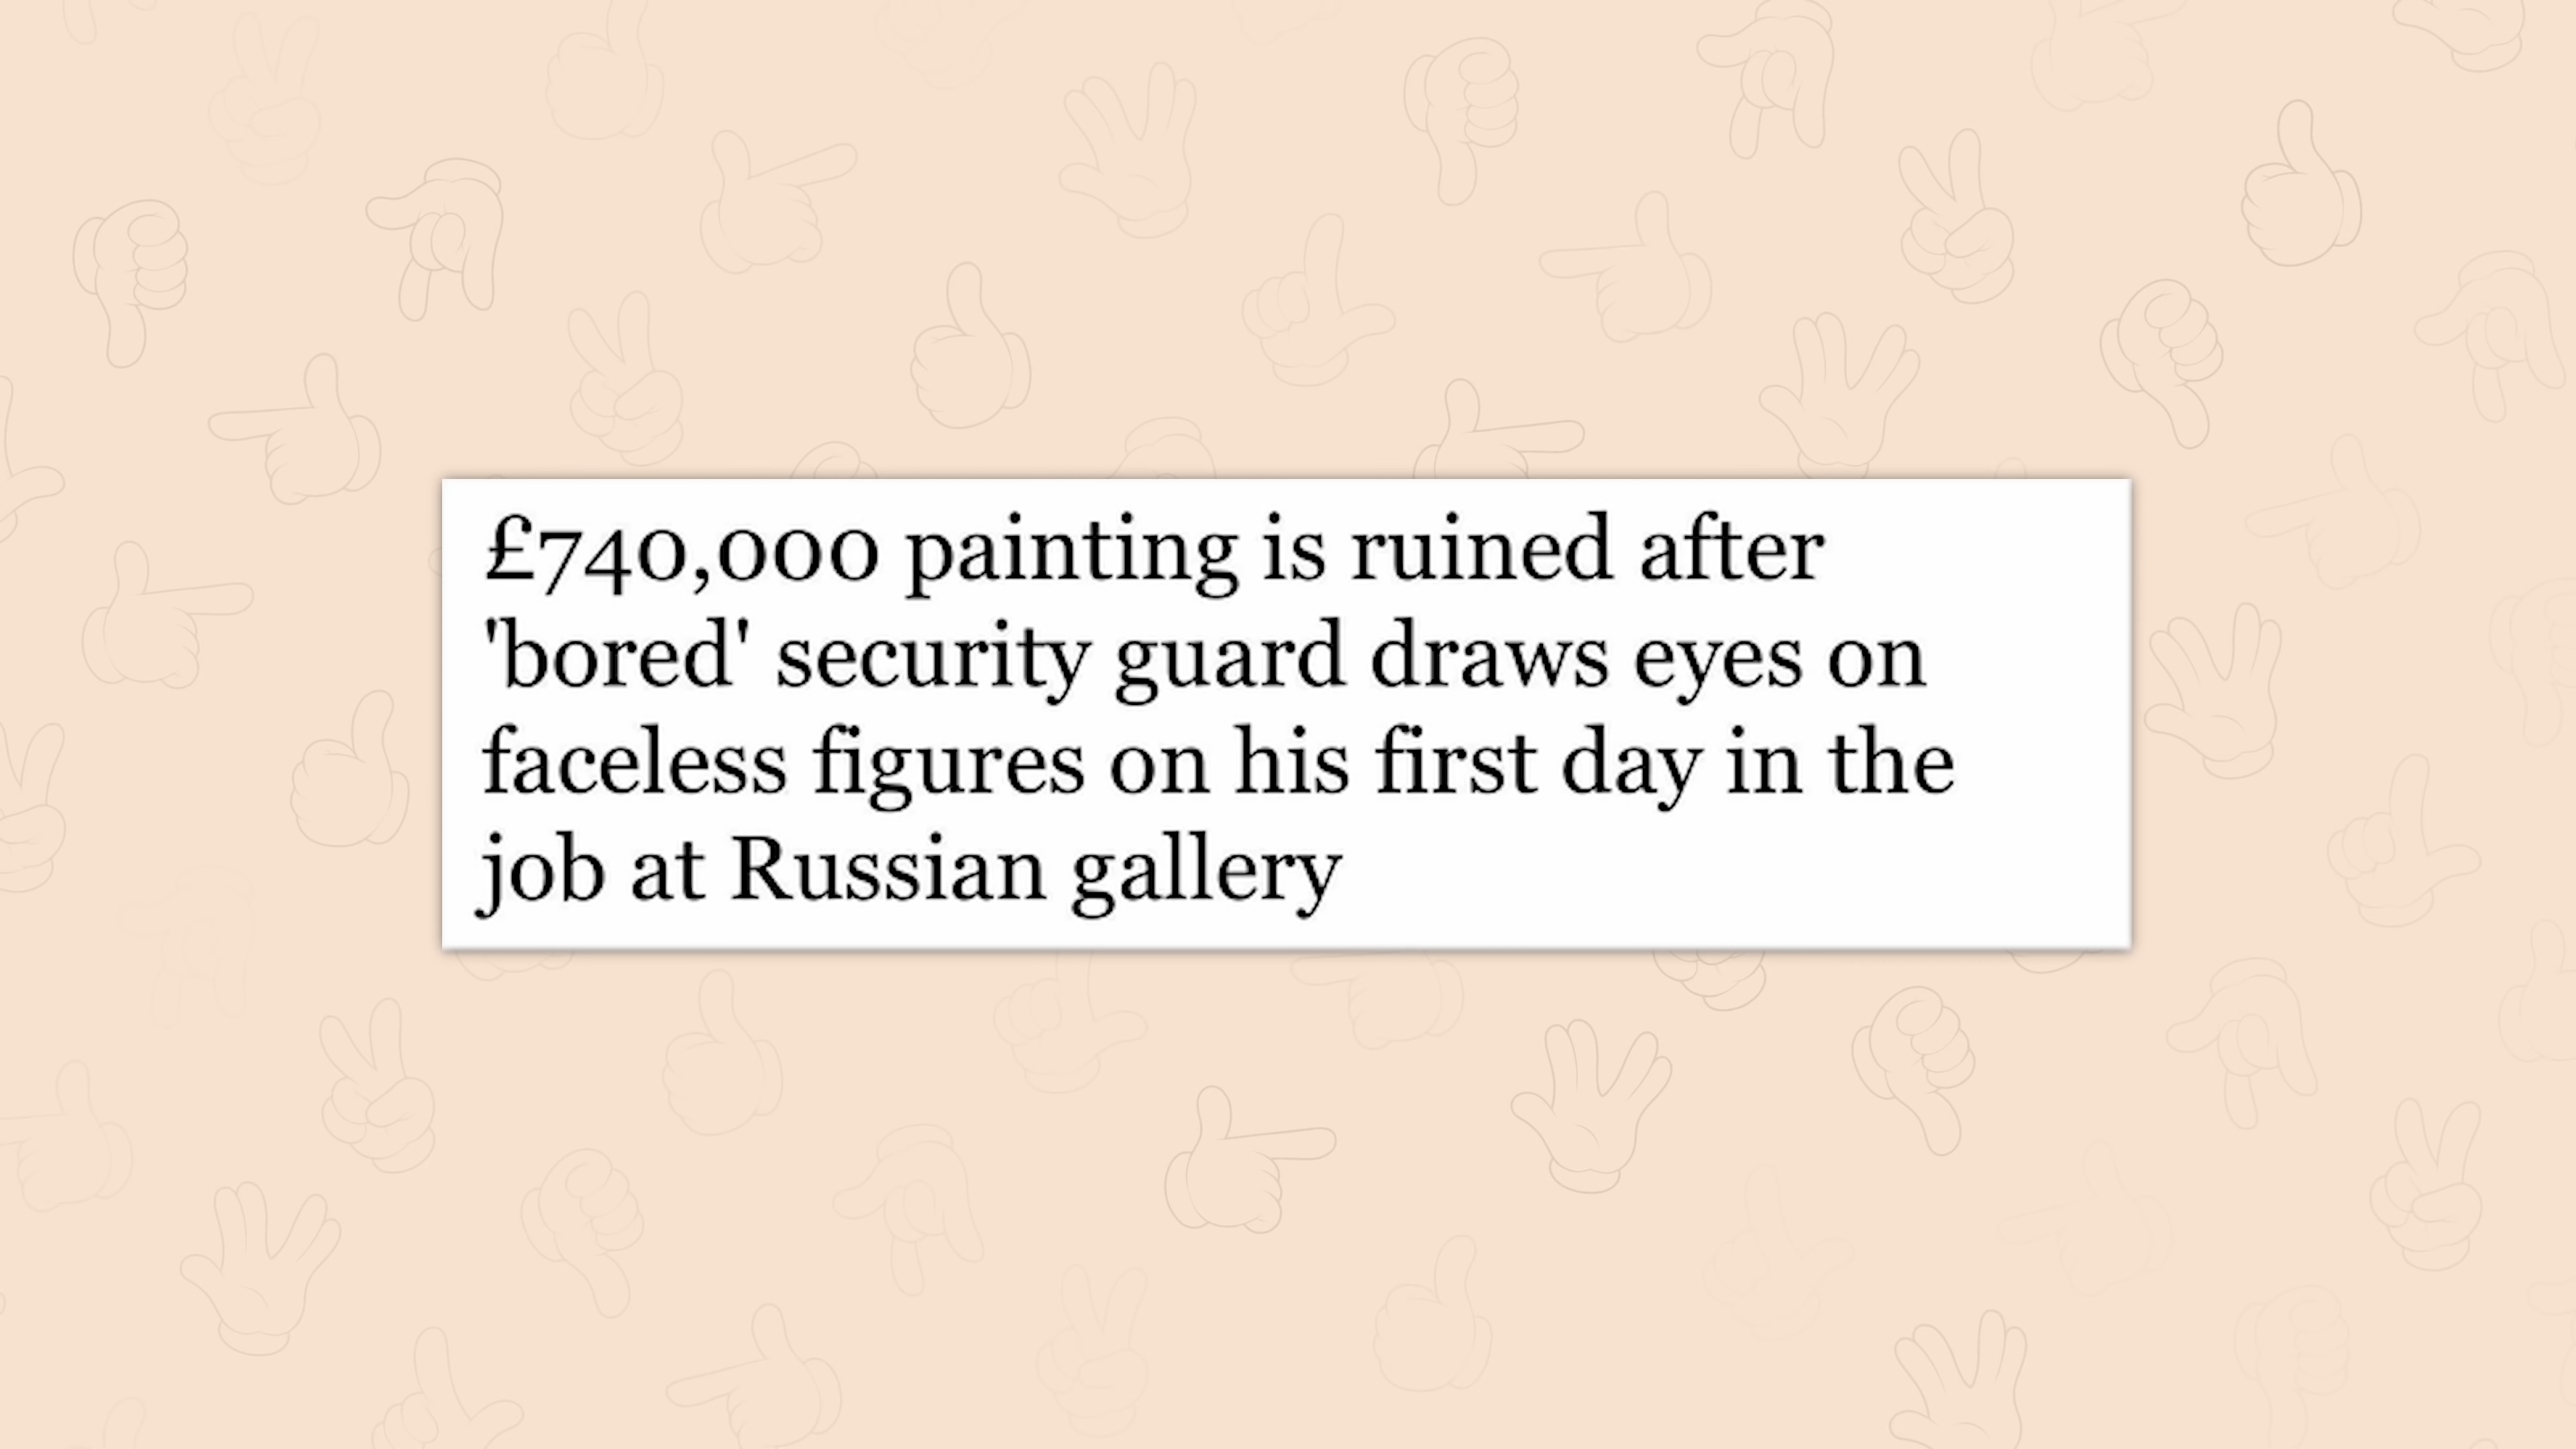 £740,000 painting is ruined after
'bored' security guard draws eyes on
faceless figures on his first day in the
job at Russian gallery